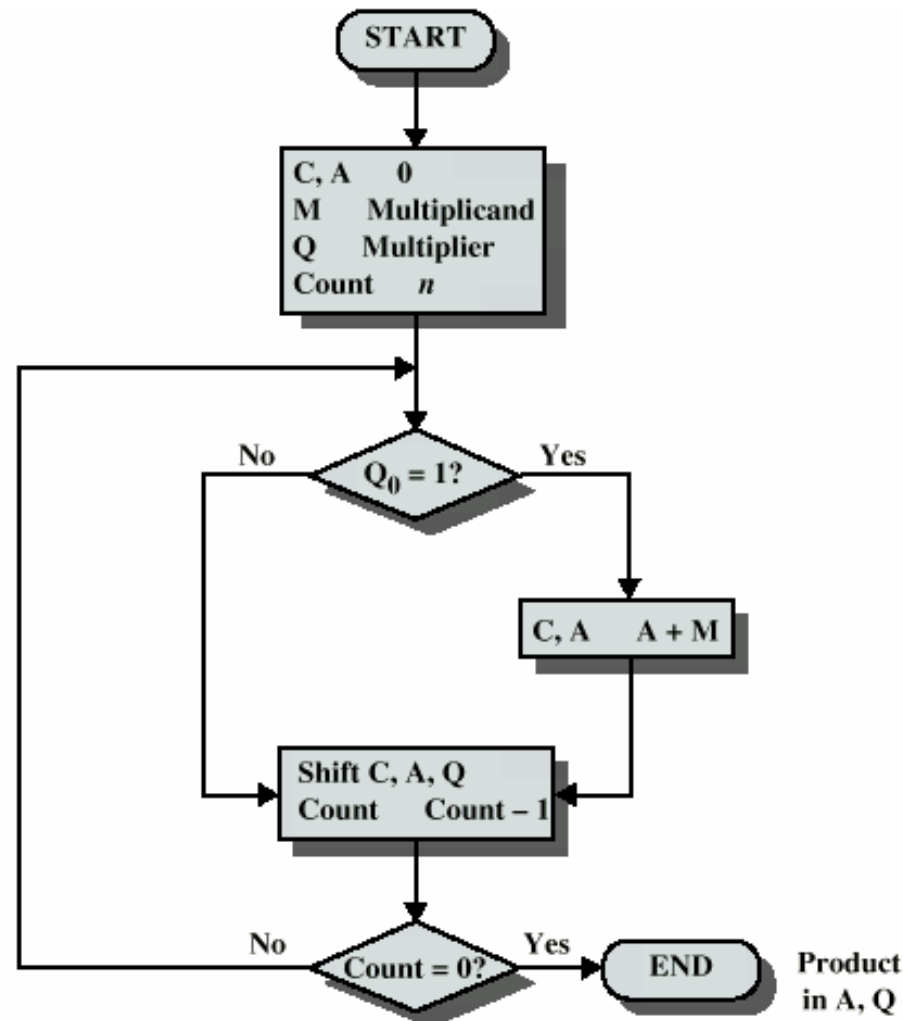 START
C, A 0
M Multiplicand
Q Multiplier
Count n
No
Q0 = 1?
Yes
C, A A + M
Shift C, A, Q
Count Count – 1
No
Count = 0?
Yes
END
Product
in A, Q